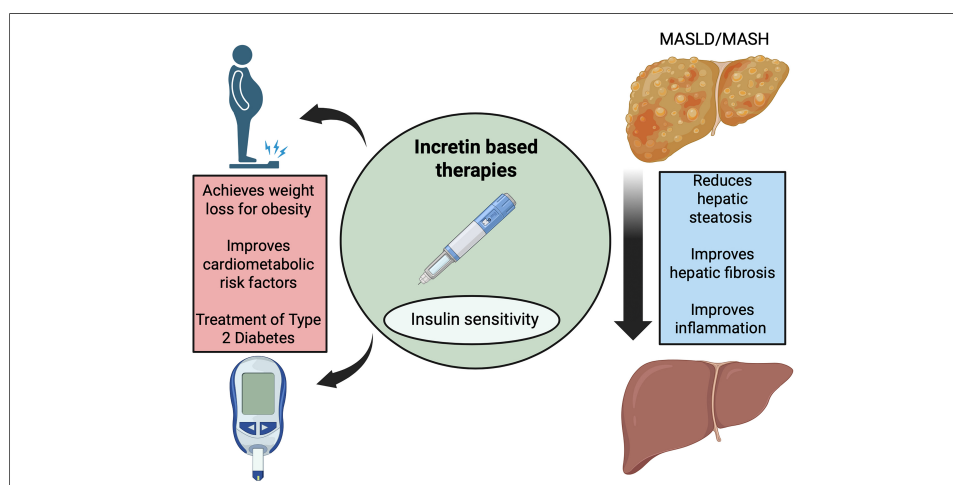 MASLD/MASH
Incretin based
therapies
Insulin sensitivity
Achieves weight
loss for obesity
Improves
cardiometabolic
risk factors
Treatment of Type
2 Diabetes
Reduces
hepatic
steatosis
Improves
hepatic fibrosis
Improves
inflammation